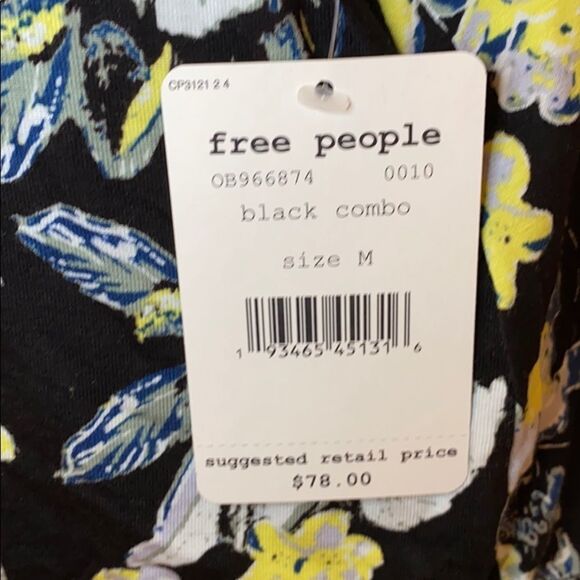 CP3121 2 4
free people
OB966874 0010
black combo
size M
1 93465 45131 6
suggested retail price
$78.00